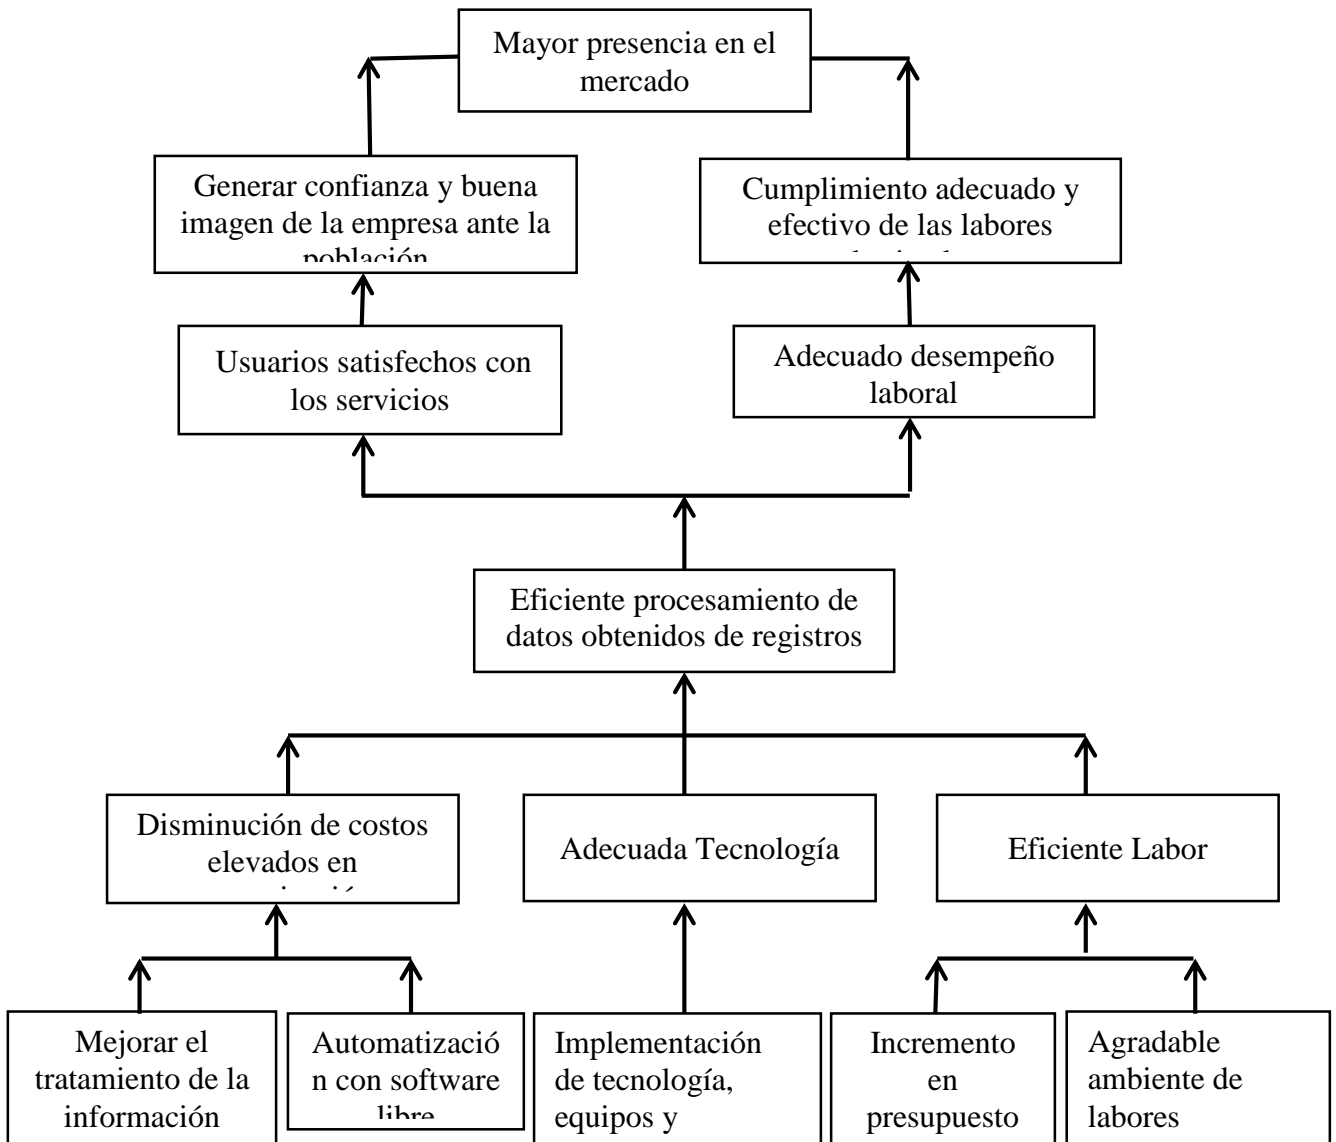 Mayor presencia en el
mercado
Generar confianza y buena
imagen de la empresa ante la
población
Cumplimiento adecuado y
efectivo de las labores
Usuarios satisfechos con
los servicios
Adecuado desempeño
laboral
Eficiente procesamiento de
datos obtenidos de registros
Disminución de costos
elevados en
Adecuada Tecnología
Eficiente Labor
Mejorar el
tratamiento de la
información
Automatizació
n con software
libre
Implementación
de tecnología,
equipos y
Incremento
en
presupuesto
Agradable
ambiente de
labores